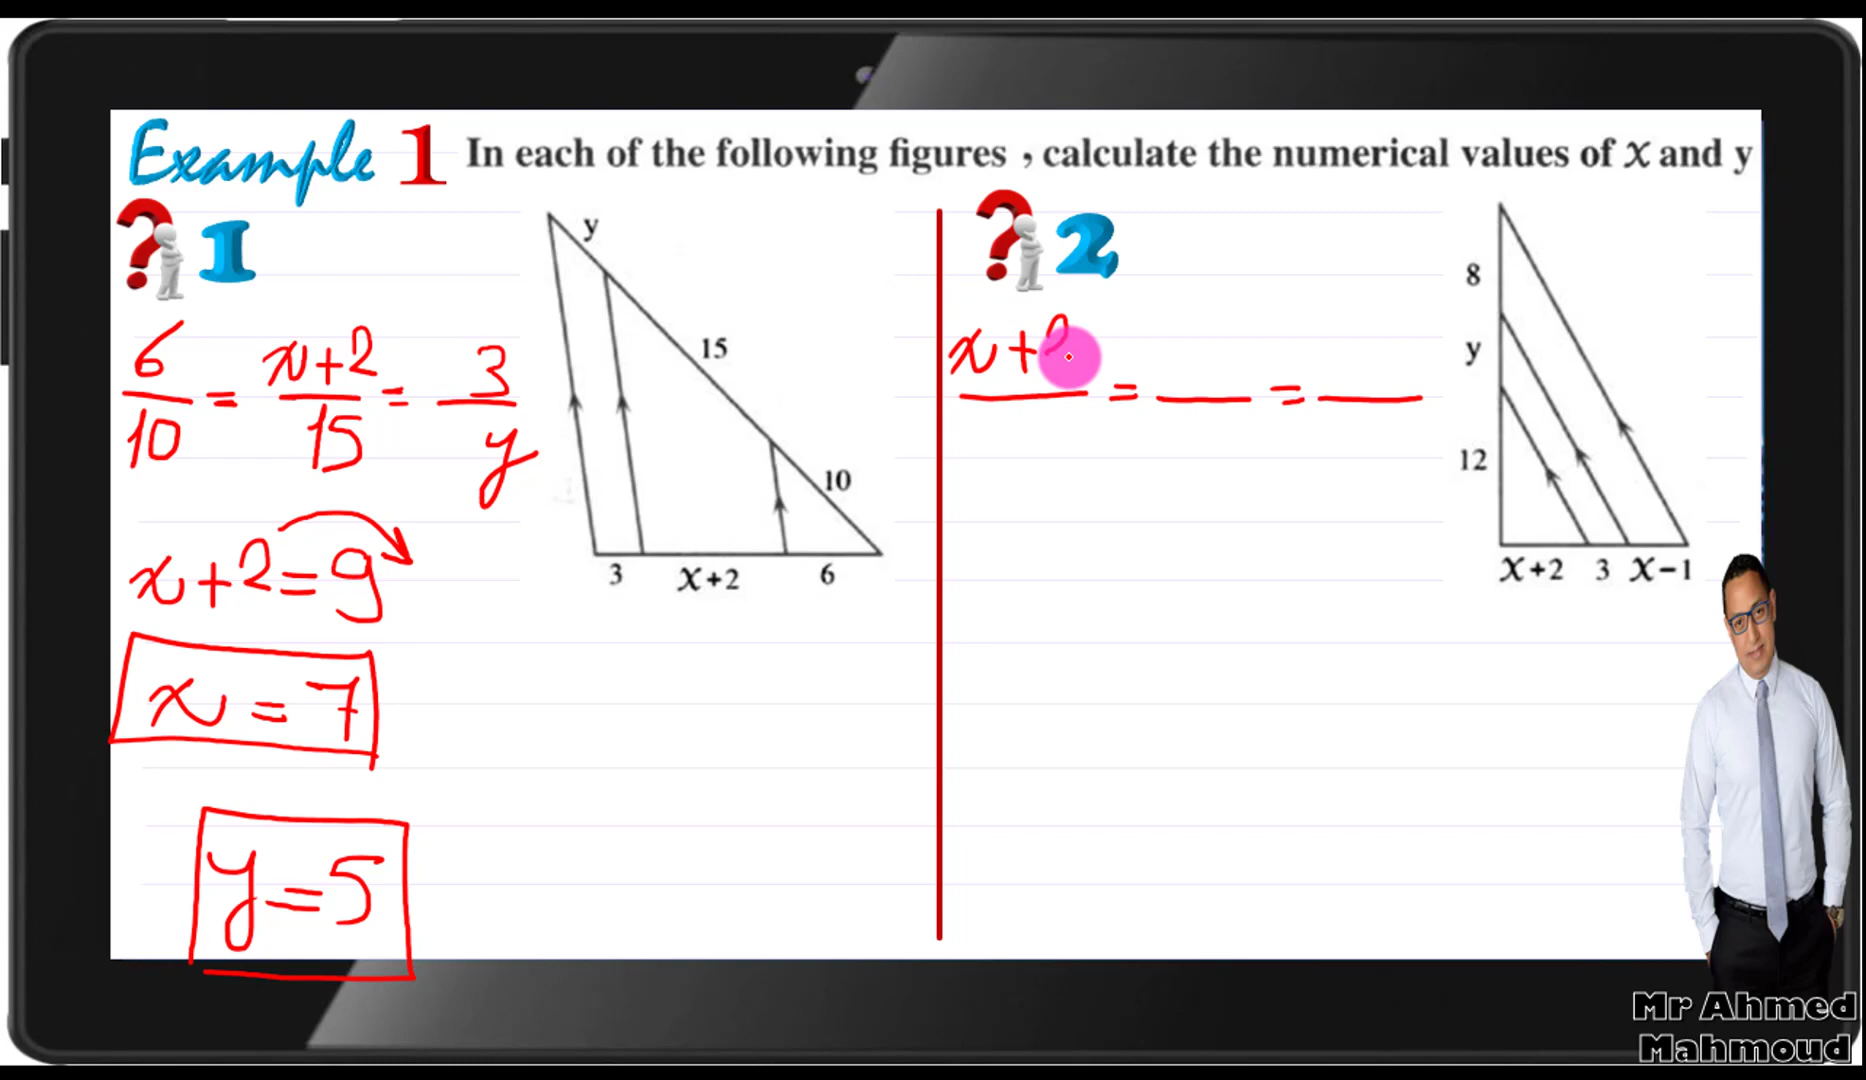 Example 1 In each of the following figures , calculate the numerical values of x and y
? 1
6/10 = x+2/15 = 3/y
x+2=9
x = 7
y=5
y
15
10
3 x+2 6
? 2
x+2/ = =
8
y
12
x+2 3 x-1
Mr Ahmed
Mahmoud